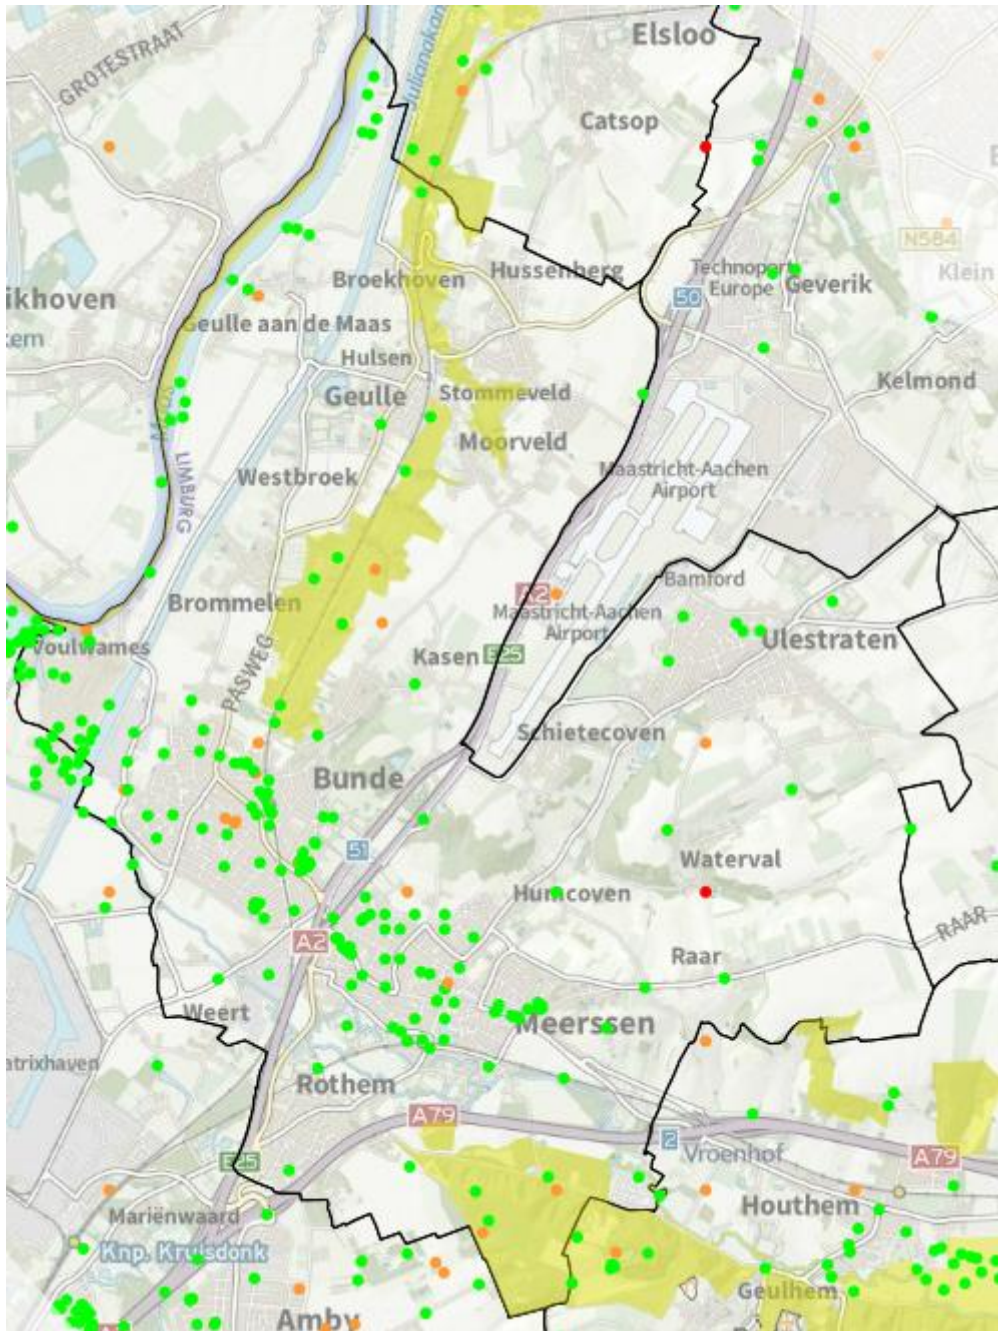 Elsloo
GROTESTRAAT
Julianakan
Catsop
N584
Technoport
Europe
Broekhoven
Hussenberg
Geverik
Klein
ikhoven
50
Geulle aan de Maas
Hulsen
Kelmond
Geulle
Stommeveld
Moorveld
Maastricht-Aachen
Airport
Westbroek
LIMBURG
Bamford
A2
Brommelen
Maastricht-Aachen
Airport
Ulestraten
Voulwames
Kasen
E25
PASWEG
Schietecoven
Bunde
51
Waterval
Humcoven
RAAR
A2
Raar
Weert
Meerssen
atrixhaven
Rothem
A79
2
Vroenhof
A79
E25
Houthem
Mariënwaard
Knp. Kruisdonk
Geulhem
Amby